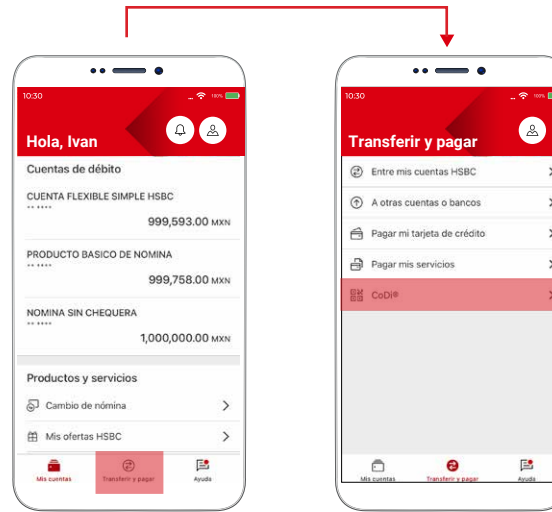 10:30
100%
Hola, Ivan
Cuentas de débito
CUENTA FLEXIBLE SIMPLE HSBC
** ****
999,593.00 MXN
PRODUCTO BASICO DE NOMINA
** ****
999,758.00 MXN
NOMINA SIN CHEQUERA
** ****
1,000,000.00 MXN
Productos y servicios
Cambio de nómina
Mis ofertas HSBC
Mis cuentas
Transferir y pagar
Ayuda
10:30
100%
Transferir y pagar
Entre mis cuentas HSBC
A otras cuentas o bancos
Pagar mi tarjeta de crédito
Pagar mis servicios
CoDi®
Mis cuentas
Transferir y pagar
Ayuda